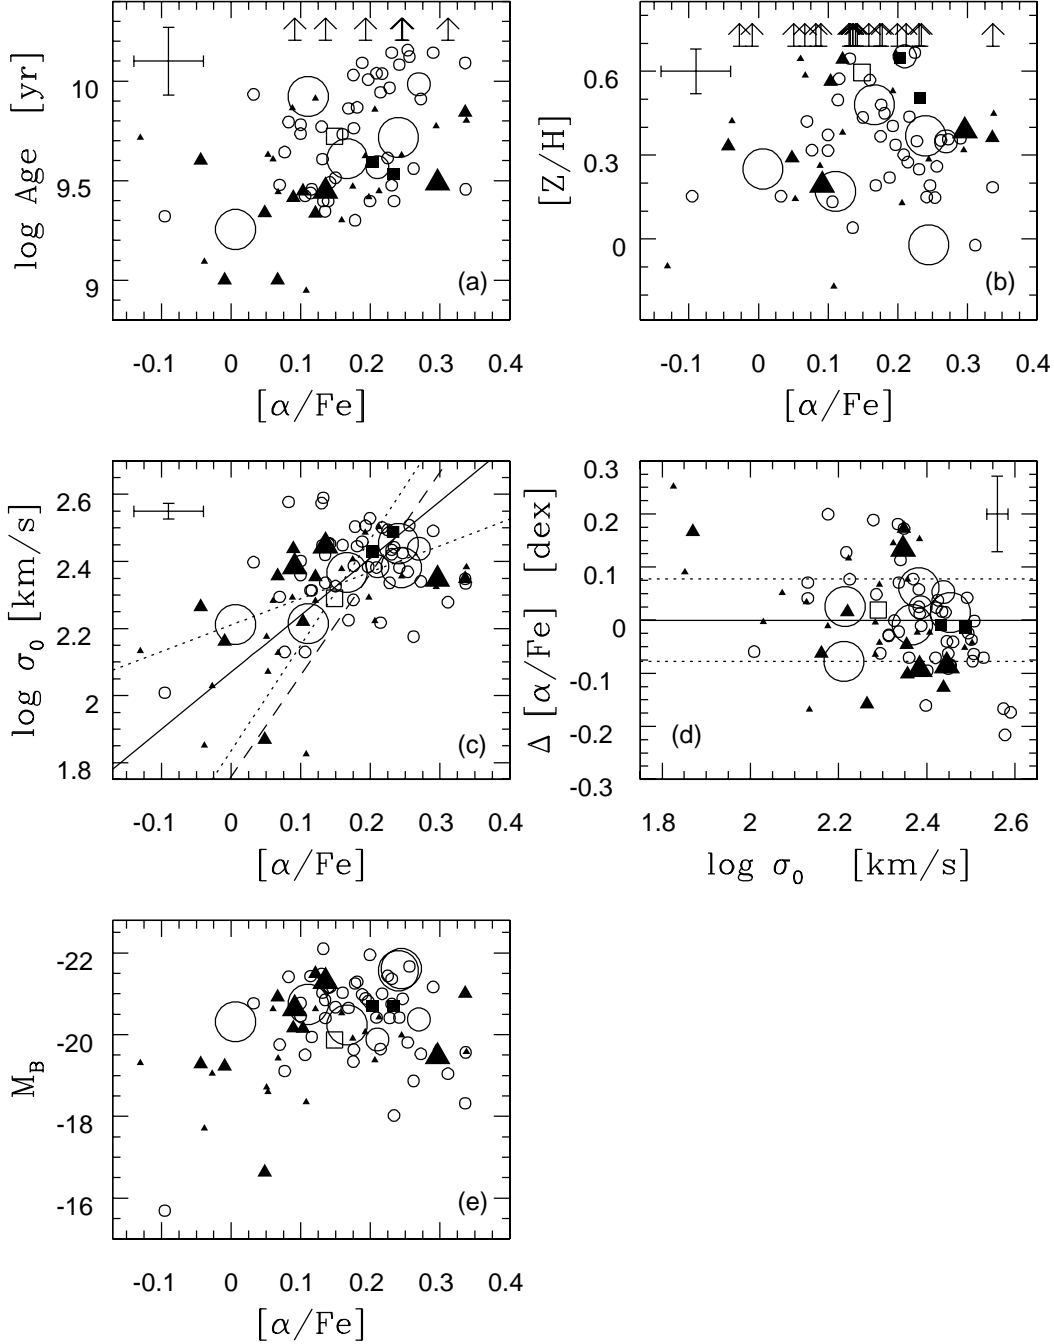 10
9.5
9
log Age [yr]
(a)
-0.1 0 0.1 0.2 0.3 0.4
[α/Fe]
0.6
0.3
0
[Z/H]
(b)
-0.1 0 0.1 0.2 0.3 0.4
[α/Fe]
2.6
2.4
2.2
2
1.8
log σ0 [km/s]
(c)
-0.1 0 0.1 0.2 0.3 0.4
[α/Fe]
0.3
0.2
0.1
0
-0.1
-0.2
-0.3
Δ [α/Fe] [dex]
(d)
1.8 2 2.2 2.4 2.6
log σ0 [km/s]
-22
-20
-18
-16
MB
(e)
-0.1 0 0.1 0.2 0.3 0.4
[α/Fe]